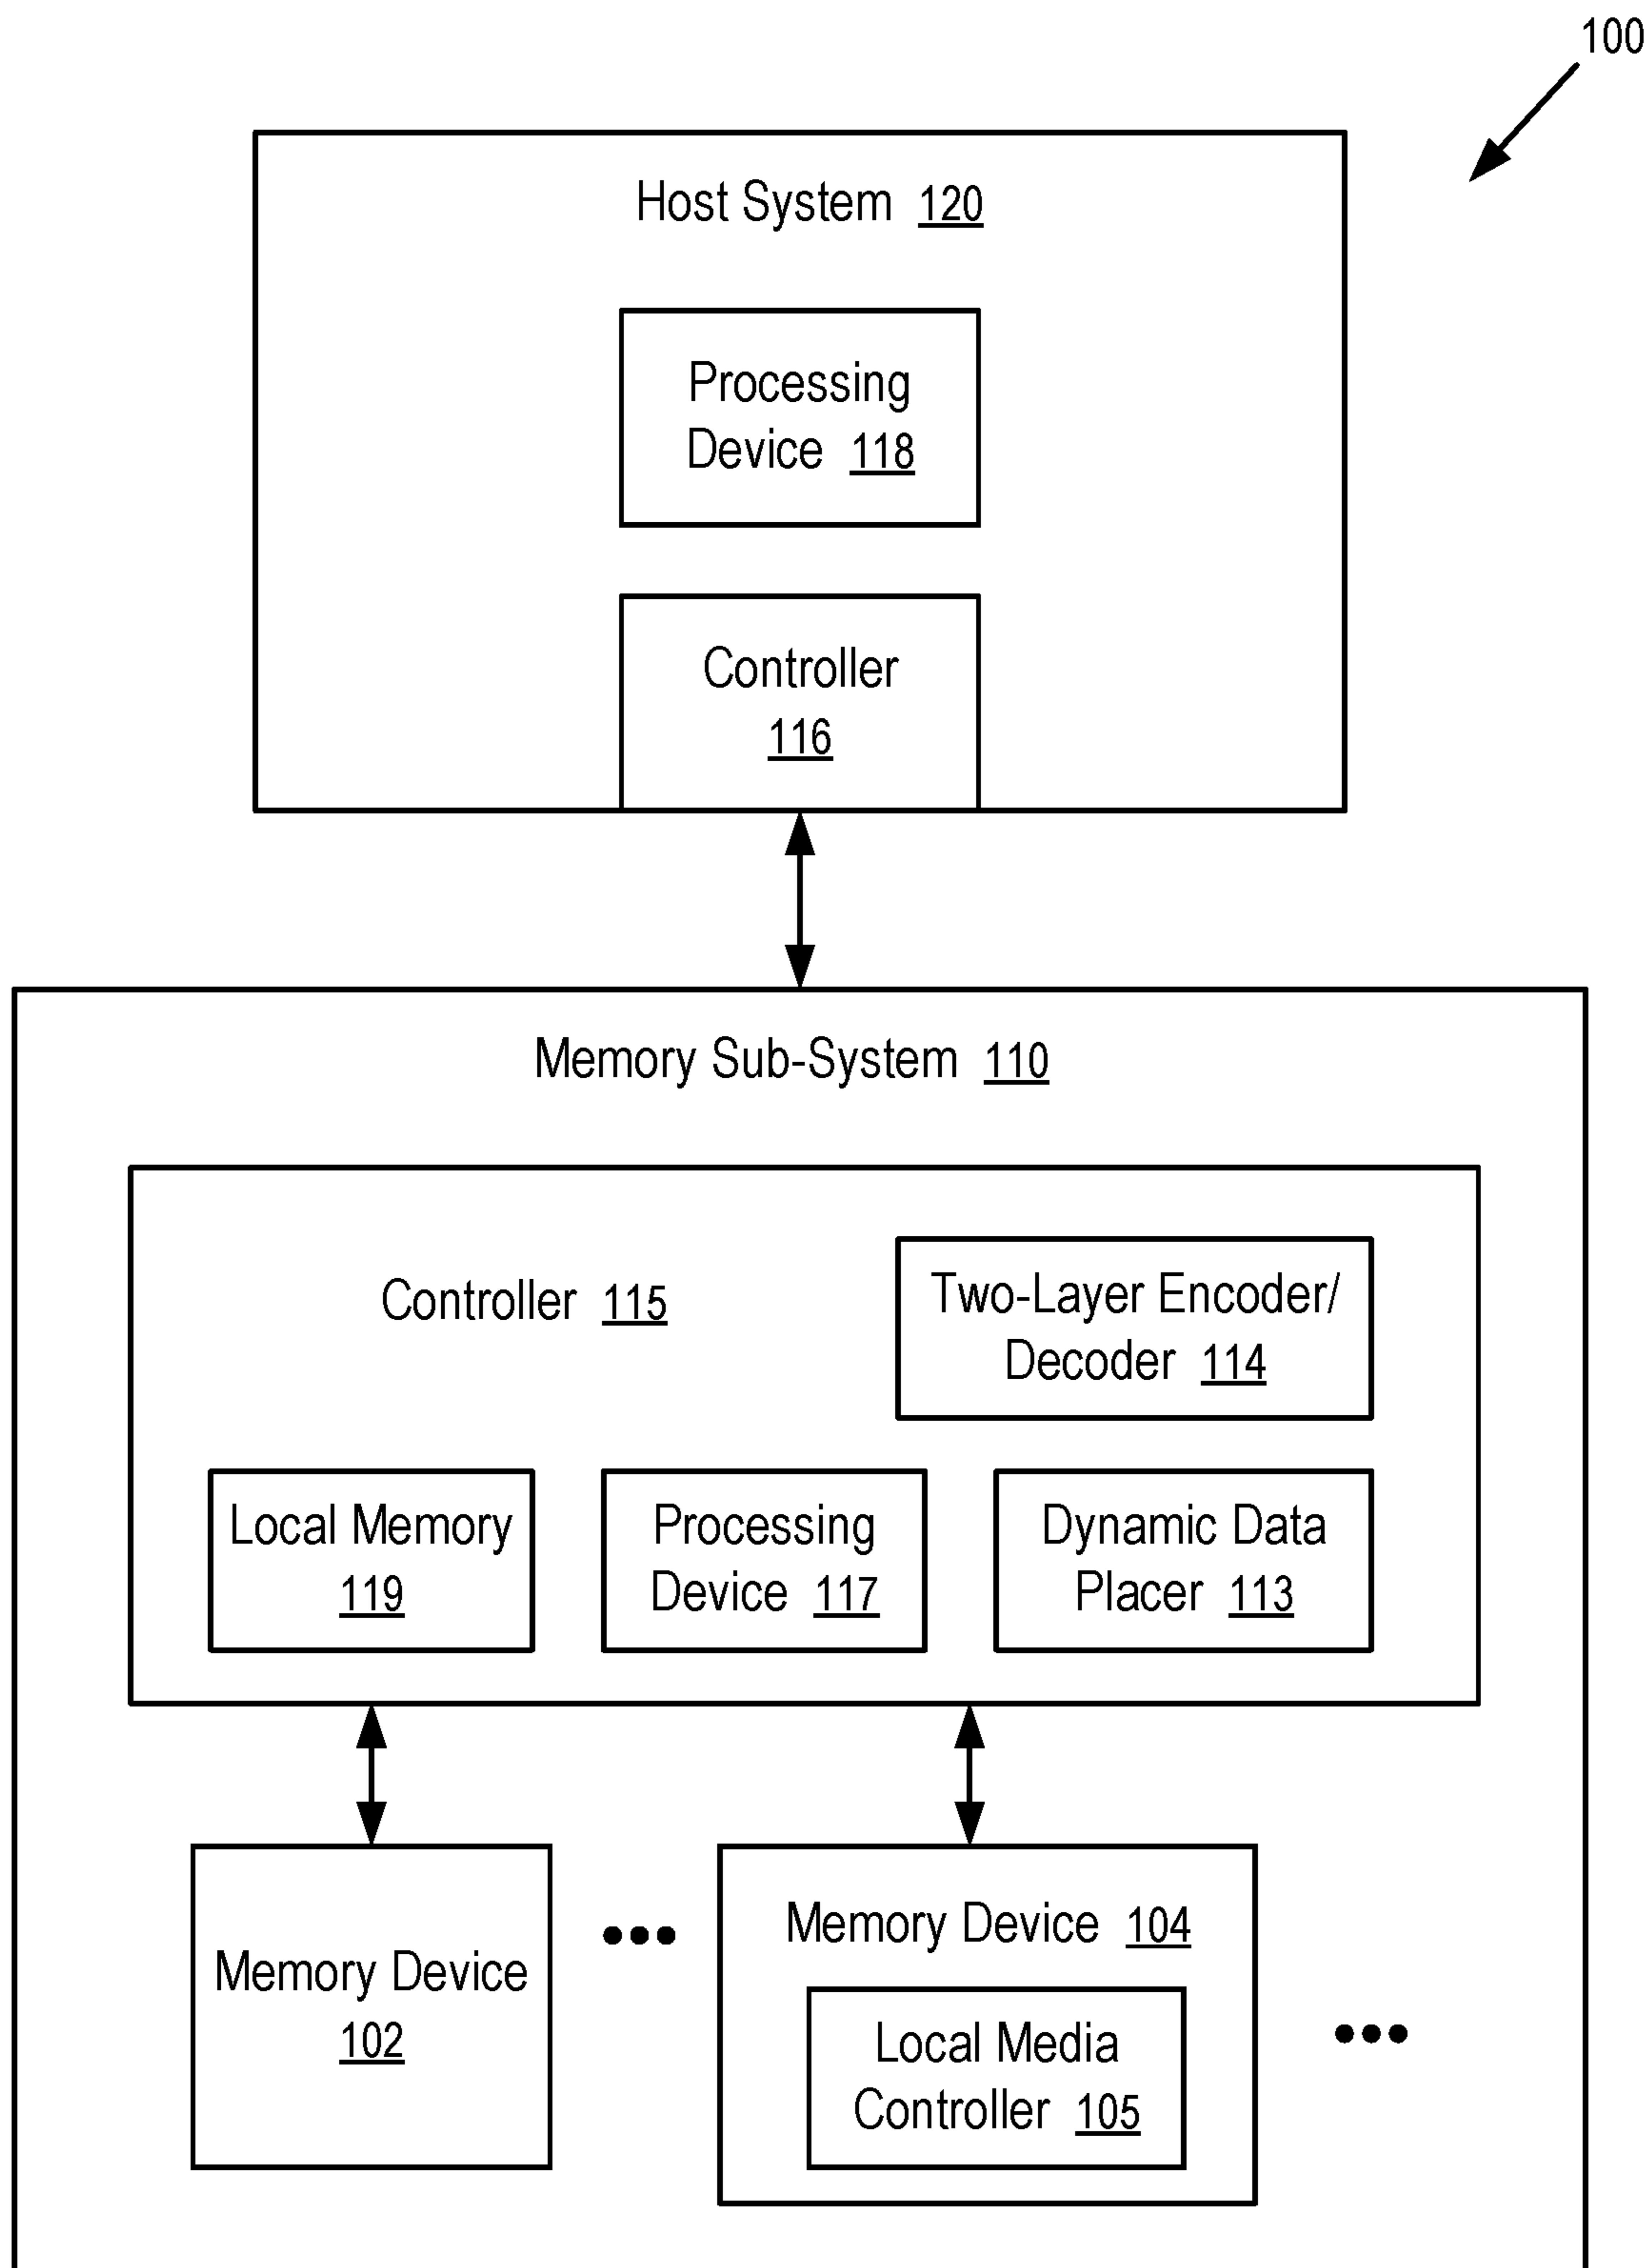 100
Host System 120
Processing
Device 118
Controller
116
Memory Sub-System 110
Controller 115
Two-Layer Encoder/
Decoder 114
Local Memory
119
Processing
Device 117
Dynamic Data
Placer 113
Memory Device
102
Memory Device 104
Local Media
Controller 105